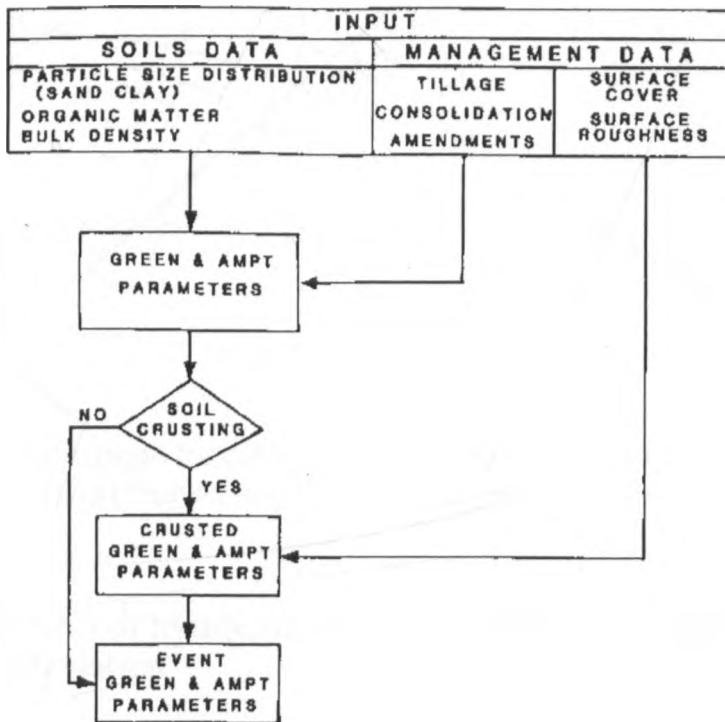 INPUT
SOILS DATA
MANAGEMENT DATA
PARTICLE SIZE DISTRIBUTION
(SAND CLAY)
ORGANIC MATTER
BULK DENSITY
TILLAGE
CONSOLIDATION
AMENDMENTS
SURFACE
COVER
SURFACE
ROUGHNESS
GREEN & AMPT
PARAMETERS
SOIL
CRUSTING
NO
YES
CRUSTED
GREEN & AMPT
PARAMETERS
EVENT
GREEN & AMPT
PARAMETERS